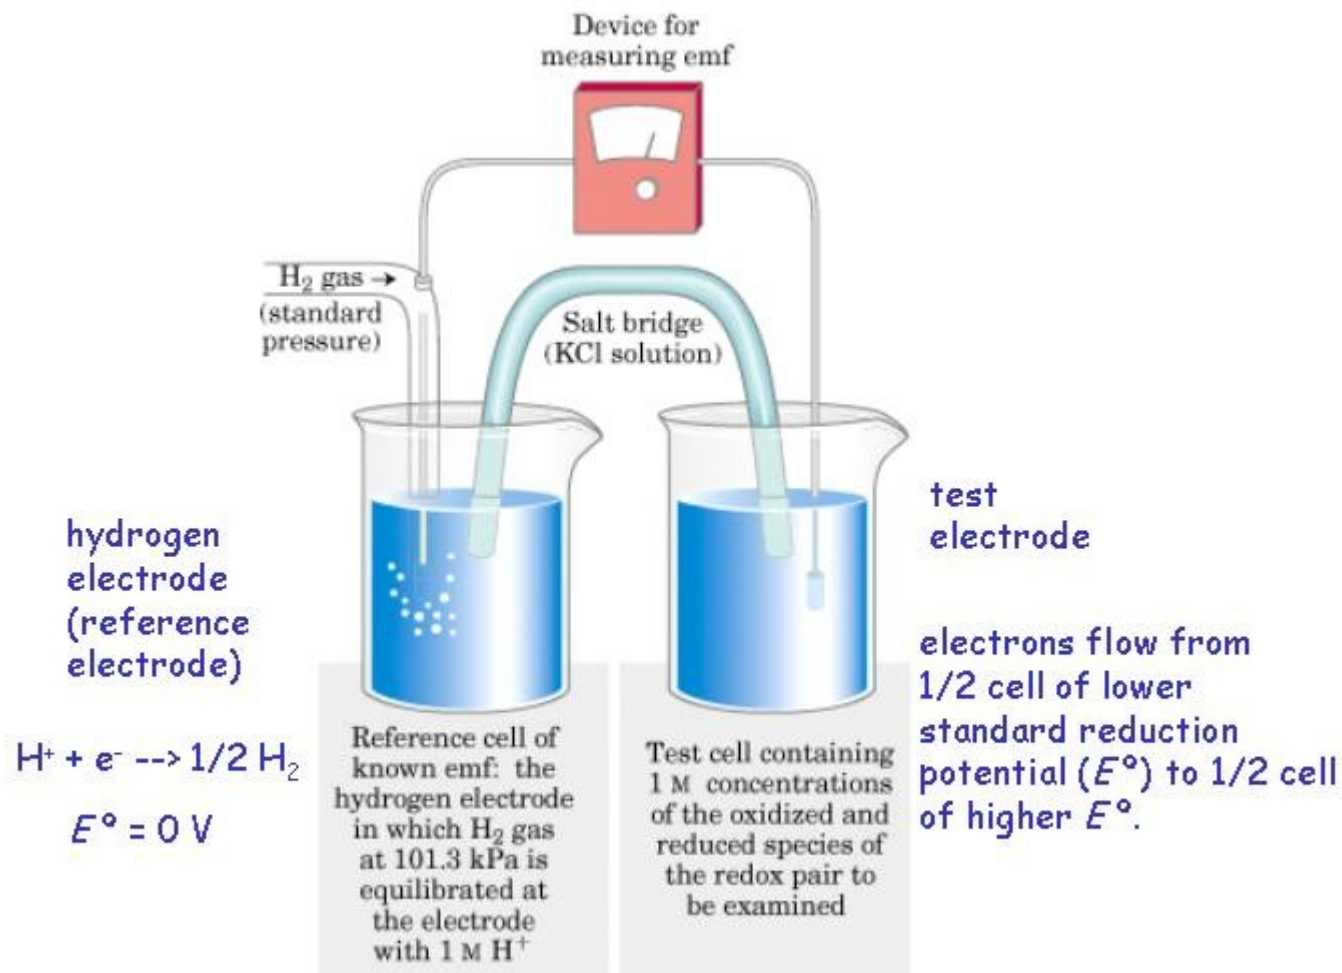 Device for
measuring emf
H₂ gas →
(standard
pressure)
Salt bridge
(KCl solution)
hydrogen
electrode
(reference
electrode)
H⁺ + e⁻ --> 1/2 H₂
E° = 0 V
test
electrode
electrons flow from
1/2 cell of lower
standard reduction
potential (E°) to 1/2 cell
of higher E°.
Reference cell of
known emf: the
hydrogen electrode
in which H₂ gas
at 101.3 kPa is
equilibrated at
the electrode
with 1 M H⁺
Test cell containing
1 M concentrations
of the oxidized and
reduced species of
the redox pair to
be examined